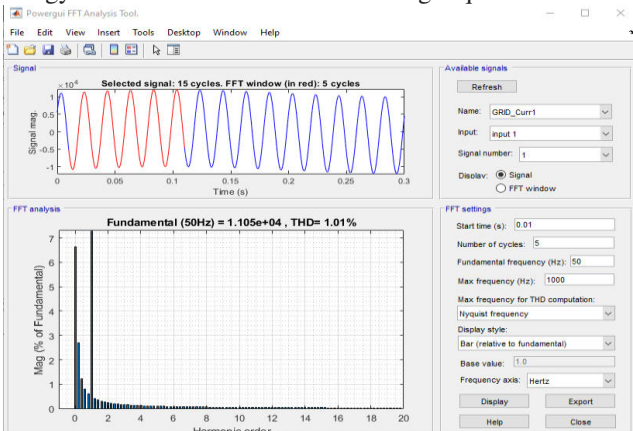 Powergui FFT Analysis Tool.
File Edit View Insert Tools Desktop Window Help
Signal
×10⁴ Selected signal: 15 cycles. FFT window (in red): 5 cycles
Signal mag.
1
0.5
0
-0.5
-1
0 0.05 0.1 0.15 0.2 0.25 0.3
Time (s)
FFT analysis
Fundamental (50Hz) = 1.105e+04 , THD= 1.01%
Mag (% of Fundamental)
7
6
5
4
3
2
1
0
0 2 4 6 8 10 12 14 16 18 20
Harmonic order
Available signals
Refresh
Name: GRID_Curr1
Input: input 1
Signal number: 1
Display: Signal
FFT window
FFT settings
Start time (s): 0.01
Number of cycles: 5
Fundamental frequency (Hz): 50
Max frequency (Hz): 1000
Max frequency for THD computation:
Nyquist frequency
Display style:
Bar (relative to fundamental)
Base value: 1.0
Frequency axis: Hertz
Display Export
Help Close